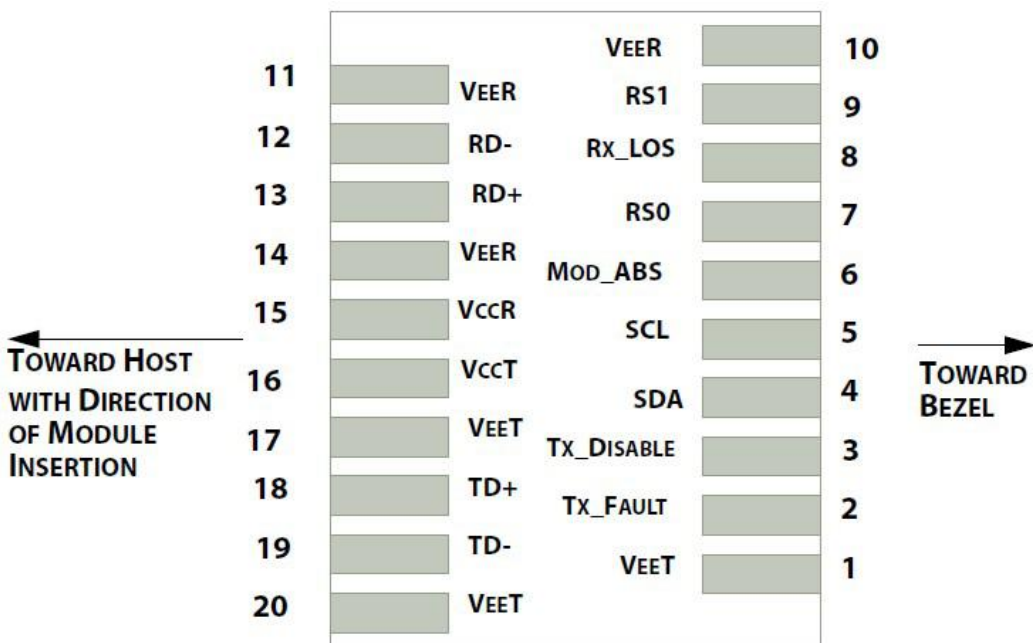 11 VEER
12 RD-
13 RD+
14 VEER
15 VCCR
16 VCCT
17 VEET
18 TD+
19 TD-
20 VEET
TOWARD HOST
WITH DIRECTION
OF MODULE
INSERTION
VEER 10
RS1 9
RX_LOS 8
RS0 7
MOD_ABS 6
SCL 5
SDA 4
TX_DISABLE 3
TX_FAULT 2
VEET 1
TOWARD
BEZEL